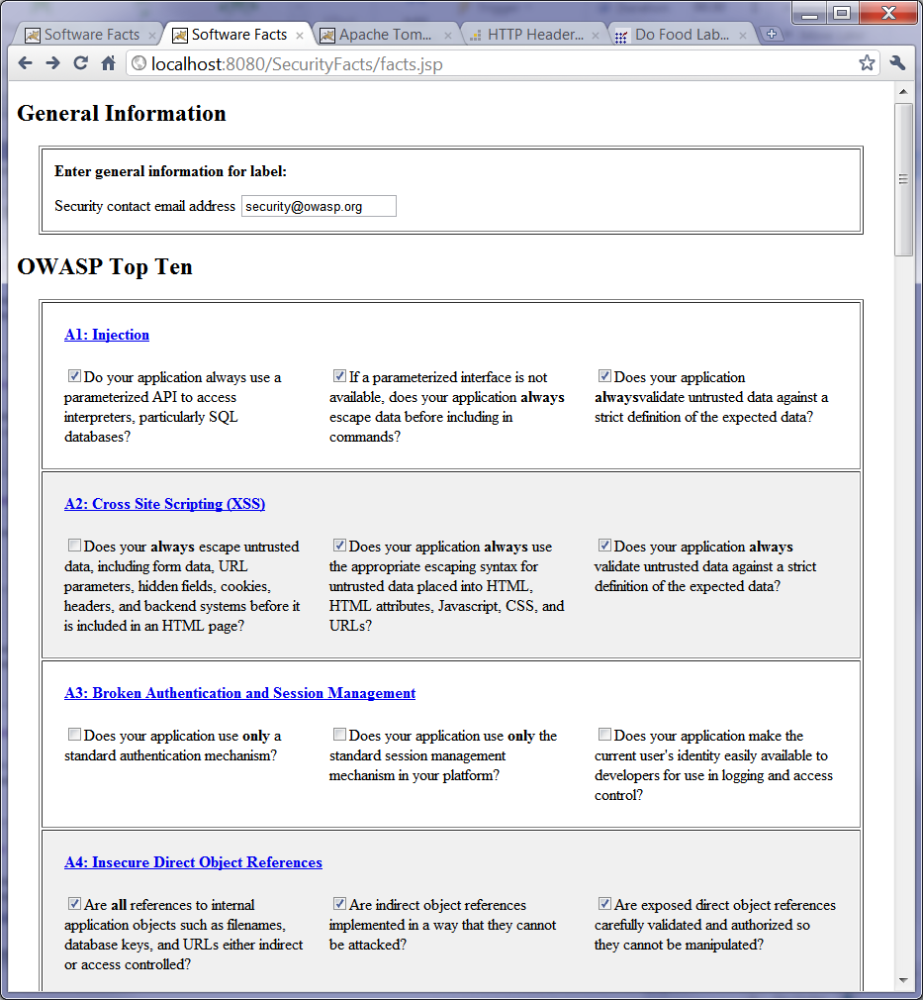 Software Facts
Software Facts
Apache Tom...
HTTP Header...
Do Food Lab...
localhost:8080/SecurityFacts/facts.jsp
General Information
Enter general information for label:
Security contact email address security@owasp.org
OWASP Top Ten
A1: Injection
Do your application always use a
parameterized API to access
interpreters, particularly SQL
databases?
If a parameterized interface is not
available, does your application always
escape data before including in
commands?
Does your application
alwaysvalidate untrusted data against a
strict definition of the expected data?
A2: Cross Site Scripting (XSS)
Does your always escape untrusted
data, including form data, URL
parameters, hidden fields, cookies,
headers, and backend systems before it
is included in an HTML page?
Does your application always use
the appropriate escaping syntax for
untrusted data placed into HTML,
HTML attributes, Javascript, CSS, and
URLs?
Does your application always
validate untrusted data against a strict
definition of the expected data?
A3: Broken Authentication and Session Management
Does your application use only a
standard authentication mechanism?
Does your application use only the
standard session management
mechanism in your platform?
Does your application make the
current user's identity easily available to
developers for use in logging and access
control?
A4: Insecure Direct Object References
Are all references to internal
application objects such as filenames,
database keys, and URLs either indirect
or access controlled?
Are indirect object references
implemented in a way that they cannot
be attacked?
Are exposed direct object references
carefully validated and authorized so
they cannot be manipulated?